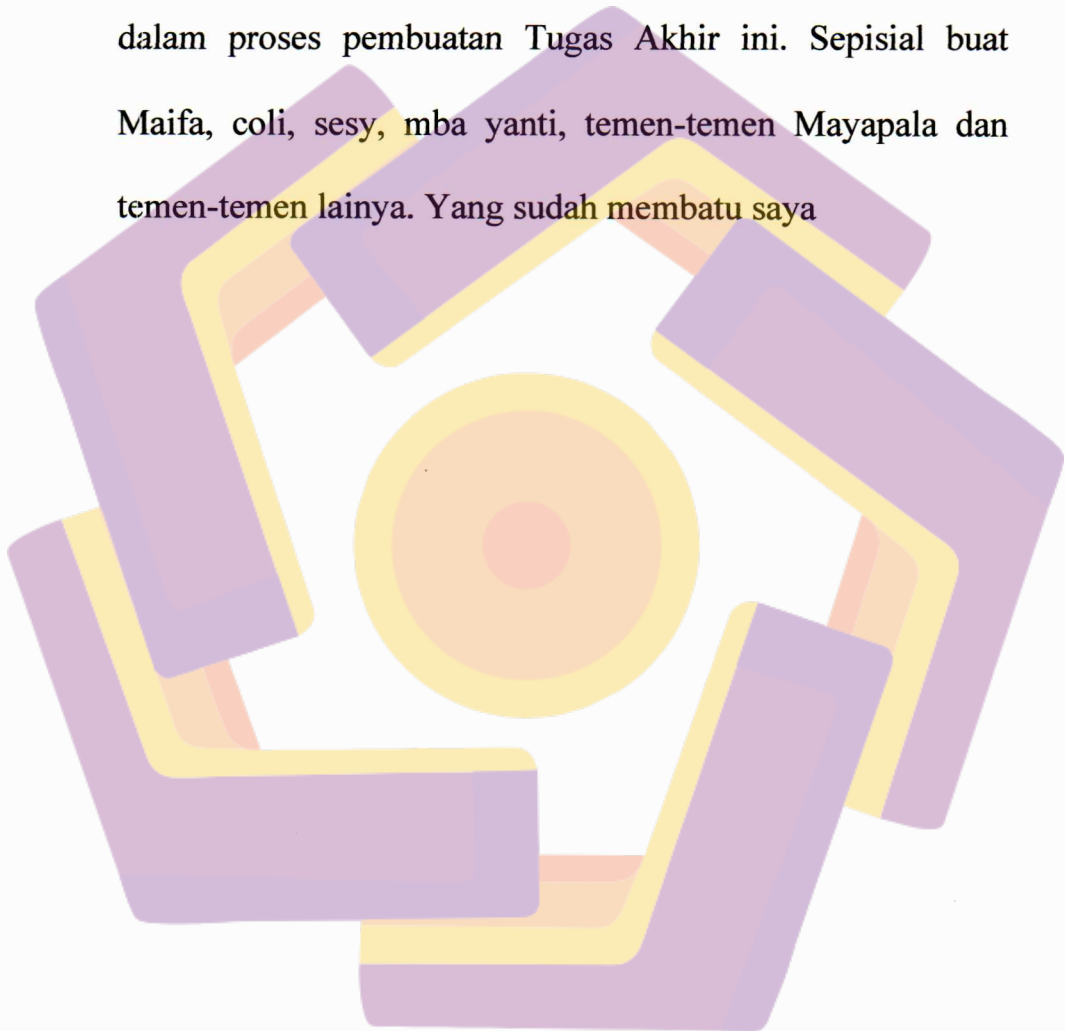 dalam proses pembuatan Tugas Akhir ini. Sepisial buat
Maifa, coli, sesy, mba yanti, temen-temen Mayapala dan
temen-temen lainya. Yang sudah membatu saya